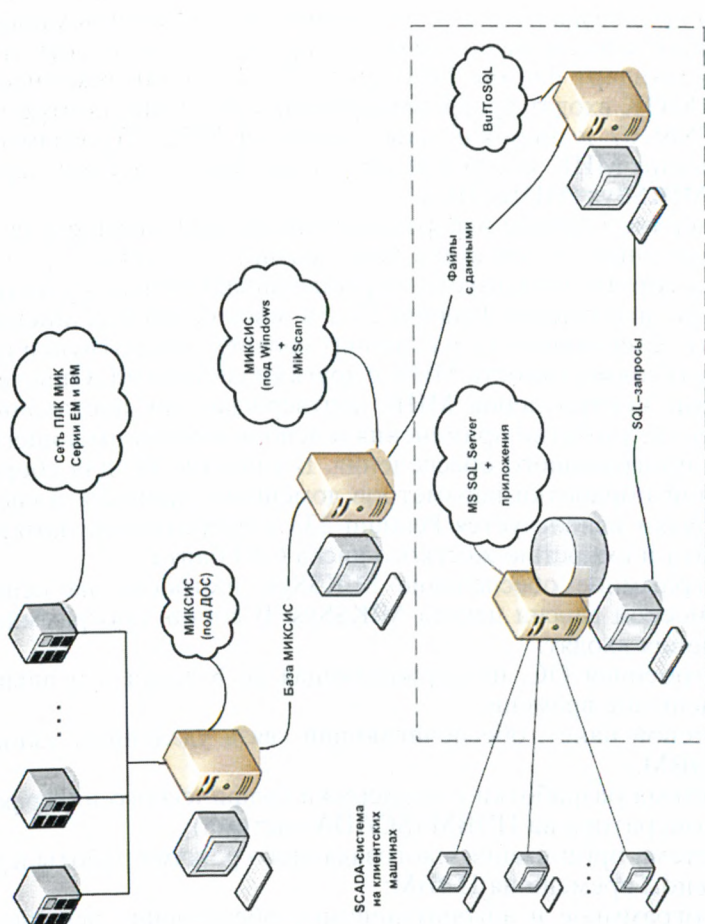 Сеть ПЛК МИК
Серии ЕМ и ВМ
МИКСИС
(под ДОС)
База МИКСИС
МИКСИС
(под Windows
+
MikScan)
Файлы
с данными
BufToSQL
MS SQL Server
+
приложения
SQL–запросы
SCADA-система
на клиентских
машинах